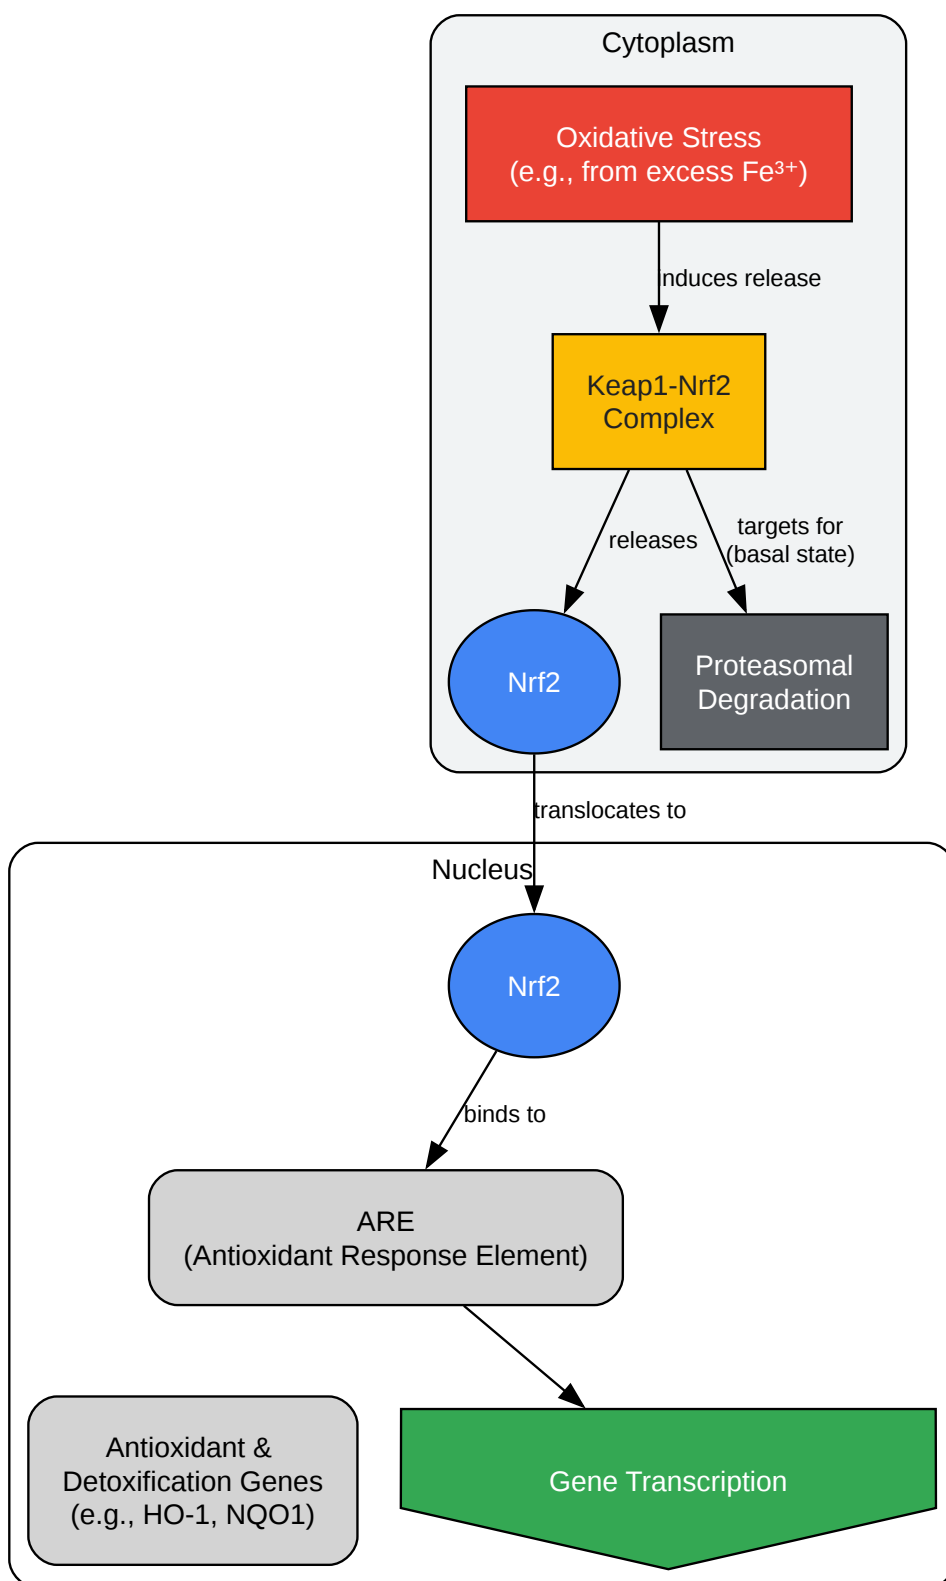 Cytoplasm
Oxidative Stress
(e.g., from excess Fe³⁺)
induces release
Keap1-Nrf2
Complex
releases
targets for
(basal state)
Nrf2
Proteasomal
Degradation
translocates to
Nucleus
Nrf2
binds to
ARE
(Antioxidant Response Element)
Antioxidant &
Detoxification Genes
(e.g., HO-1, NQO1)
Gene Transcription